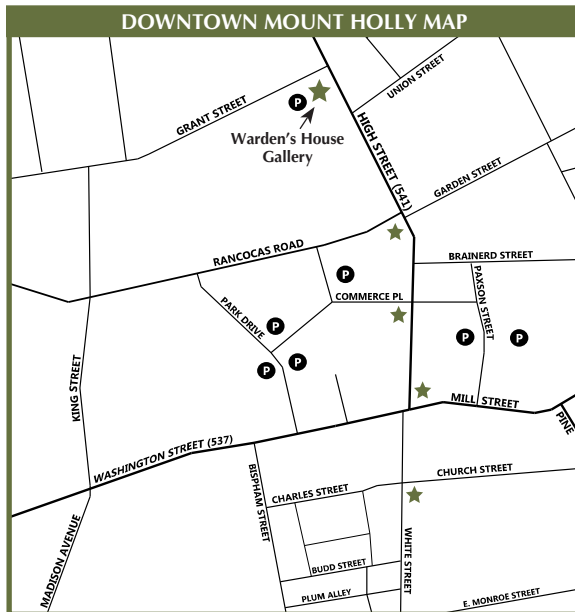 DOWNTOWN MOUNT HOLLY MAP
UNION STREET
P
GRANT STREET
Warden's House
Gallery
HIGH STREET (541)
GARDEN STREET
RANCOCAS ROAD
BRAINERD STREET
P
PAXSON STREET
COMMERCE PL
PARK DRIVE
P
P
P
P
P
KING STREET
MILL STREET
PINE
WASHINGTON STREET (537)
BISPHAM STREET
CHURCH STREET
CHARLES STREET
WHITE STREET
MADISON AVENUE
BUDD STREET
PLUM ALLEY
E. MONROE STREET